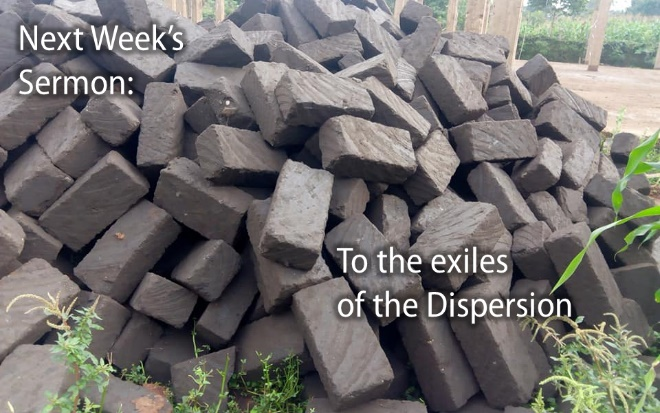 Next Week's
Sermon:
To the exiles
of the Dispersion